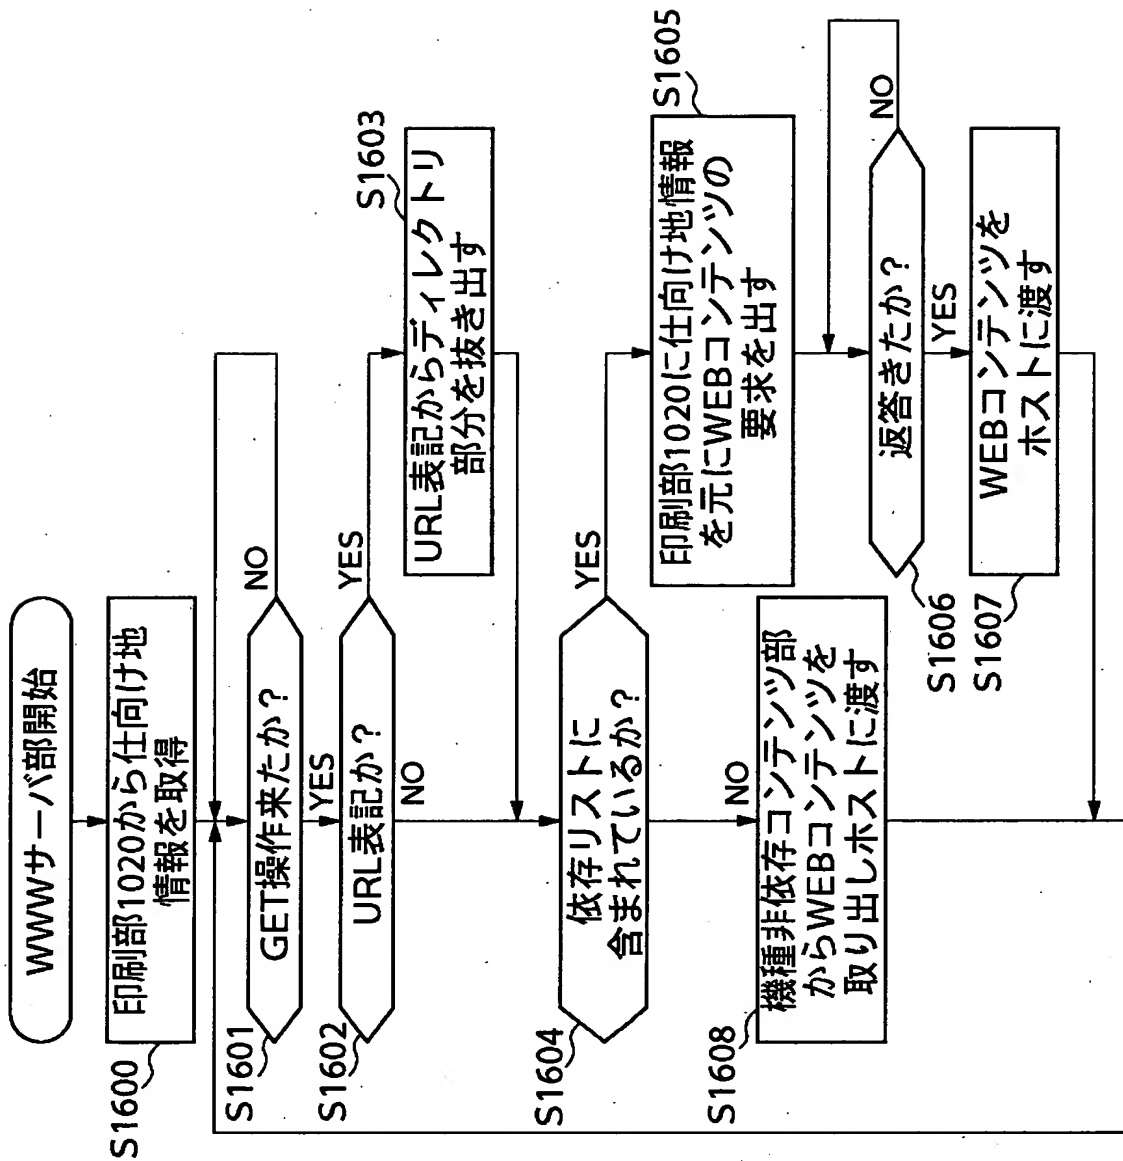 WWWサーバ部開始
印刷部1020から仕向け地
情報を取得
S1600
GET操作来たか？
S1601
NO
YES
URL表記か？
S1602
YES
NO
URL表記からディレクトリ
部分を抜き出す
S1603
依存リストに
含まれているか？
S1604
YES
NO
印刷部1020に仕向け地情報
を元にWEBコンテンツの
要求を出す
S1605
返答きたか？
S1606
NO
YES
WEBコンテンツを
ホストに渡す
S1607
機種非依存コンテンツ部
からWEBコンテンツを
取り出しホストに渡す
S1608